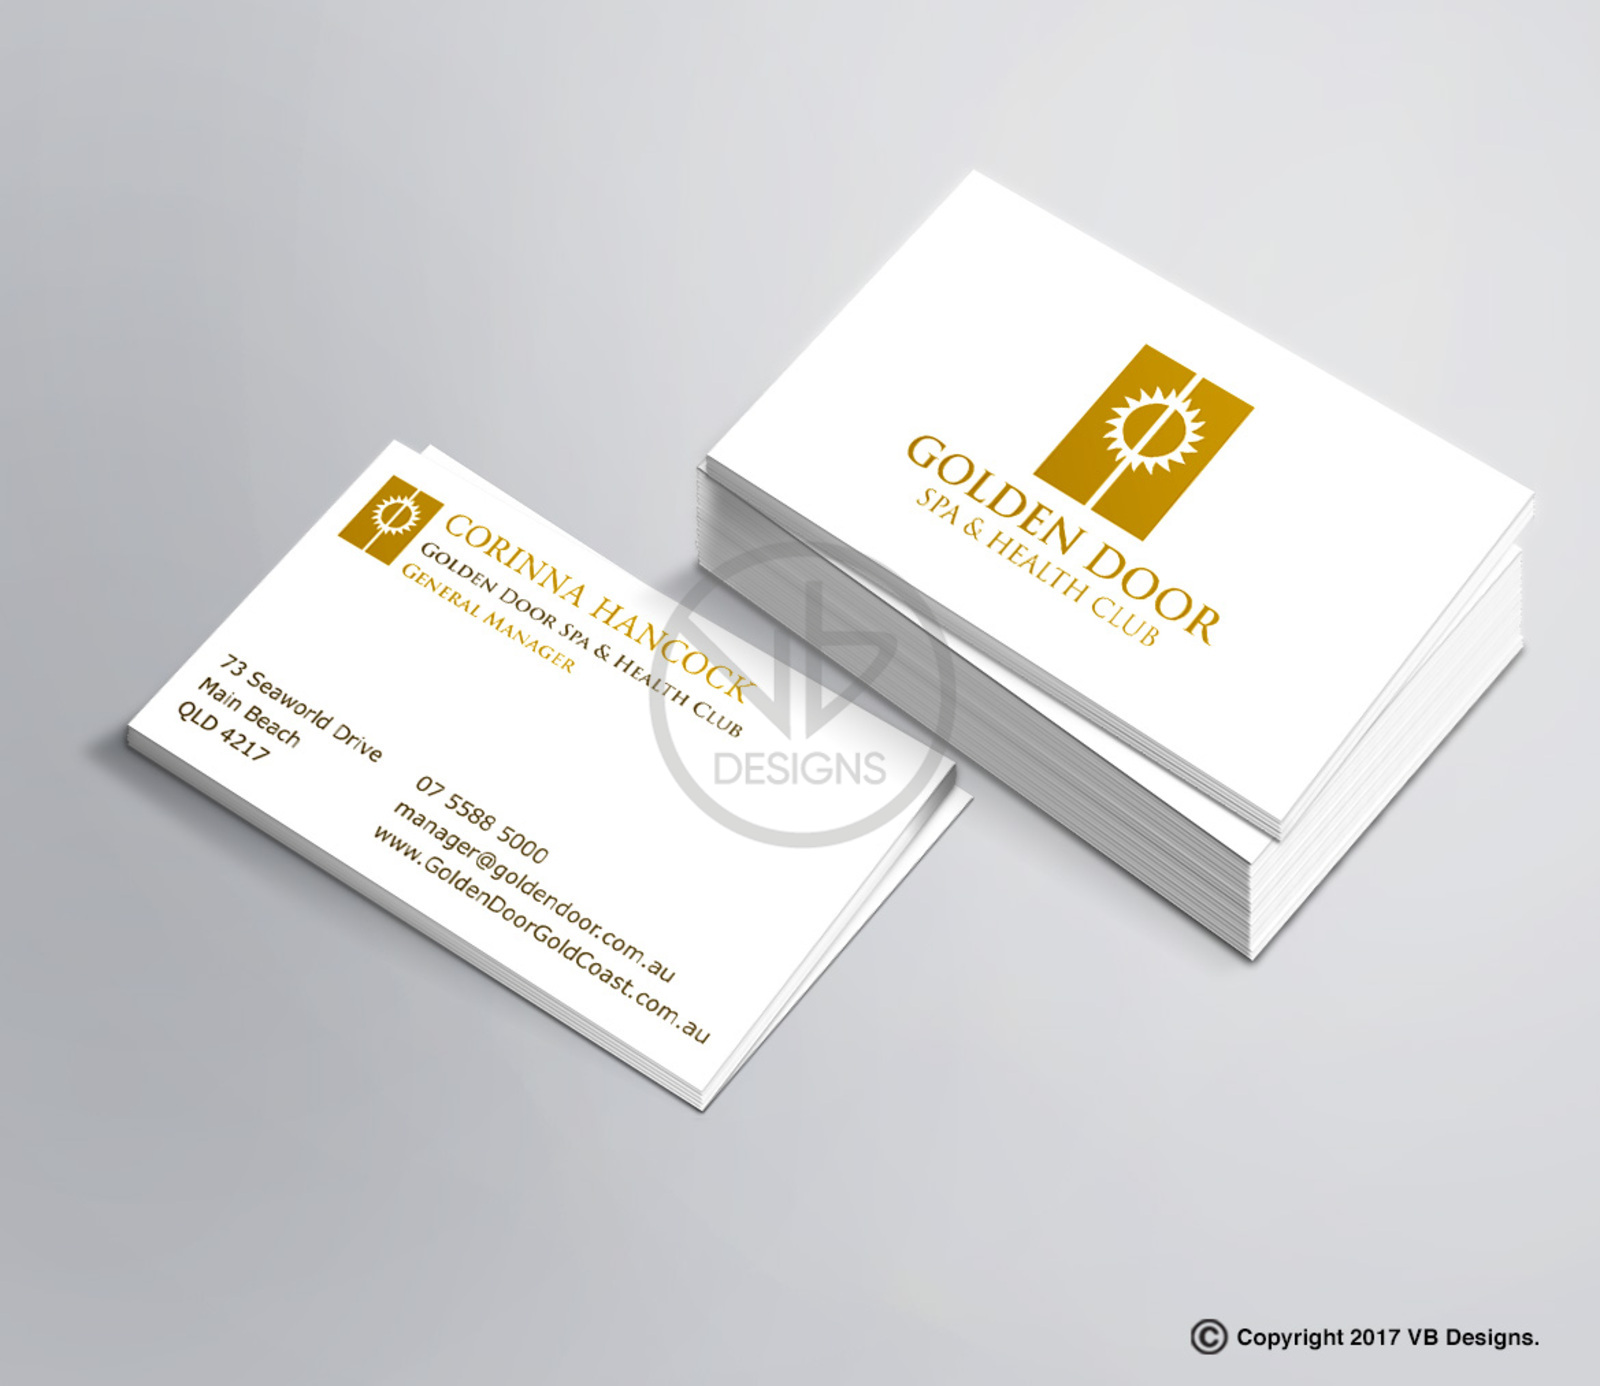 CORINNA HANCOCK
GOLDEN DOOR SPA & HEALTH CLUB
GENERAL MANAGER
73 Seaworld Drive
Main Beach
QLD 4217
07 5588 5000
manager@goldendoor.com.au
www.GoldenDoorGoldCoast.com.au
GOLDEN DOOR
SPA & HEALTH CLUB
VB
DESIGNS
© Copyright 2017 VB Designs.